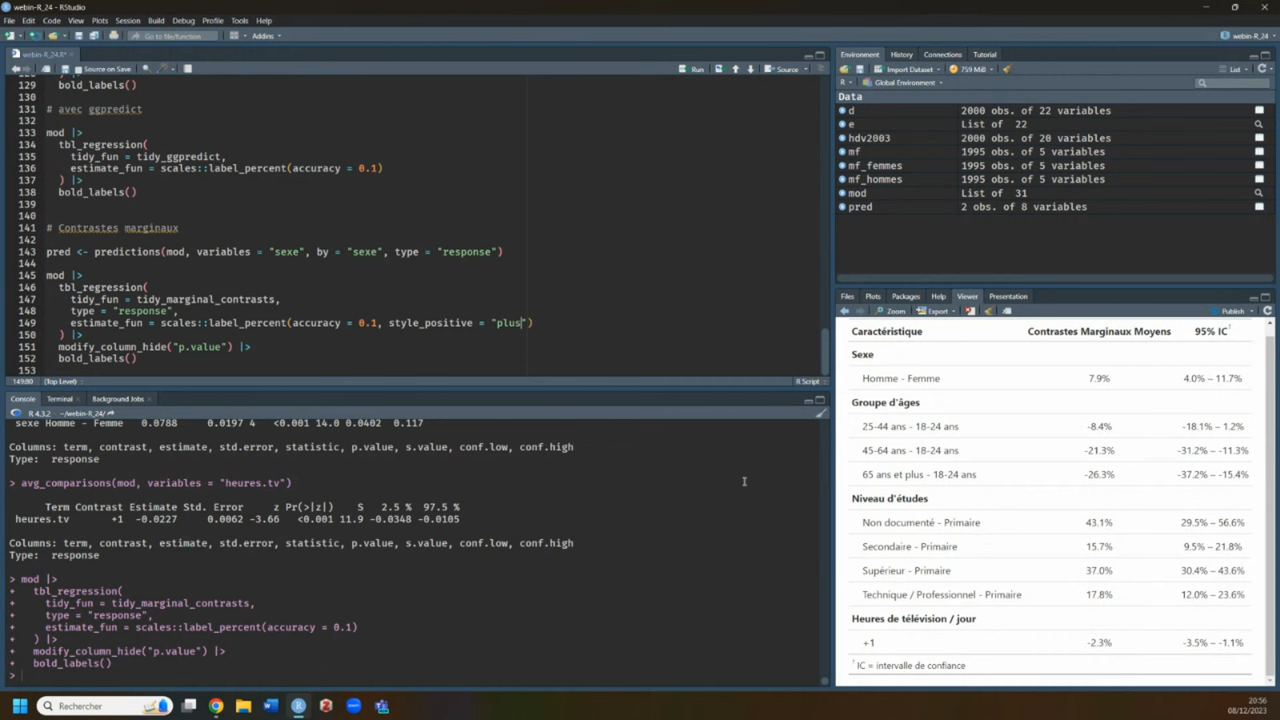 webin-R_24 - RStudio
File Edit Code View Plots Session Build Debug Profile Tools Help
Go to file/function Addins webin-R_24
webin-R_24.R*
Source on Save Run Source
129 bold_labels()
130
131 # avec ggpredict
132
133 mod |>
134 tbl_regression(
135 tidy_fun = tidy_ggpredict,
136 estimate_fun = scales::label_percent(accuracy = 0.1)
137 ) |>
138 bold_labels()
139
140
141 # Contrastes marginaux
142
143 pred <- predictions(mod, variables = "sexe", by = "sexe", type = "response")
144
145 mod |>
146 tbl_regression(
147 tidy_fun = tidy_marginal_contrasts,
148 type = "response",
149 estimate_fun = scales::label_percent(accuracy = 0.1, style_positive = "plus")
150 ) |>
151 modify_column_hide("p.value") |>
152 bold_labels()
153
149:80 (Top Level) R Script
Console Terminal Background Jobs
R 4.3.2 · ~/webin-R_24/
sexe Homme - Femme 0.0788 0.0197 4 <0.001 14.0 0.0402 0.117
Columns: term, contrast, estimate, std.error, statistic, p.value, s.value, conf.low, conf.high
Type: response
> avg_comparisons(mod, variables = "heures.tv")
Term Contrast Estimate Std. Error z Pr(>|z|) S 2.5 % 97.5 %
heures.tv +1 -0.0227 0.0062 -3.66 <0.001 11.9 -0.0348 -0.0105
Columns: term, contrast, estimate, std.error, statistic, p.value, s.value, conf.low, conf.high
Type: response
> mod |>
+ tbl_regression(
+ tidy_fun = tidy_marginal_contrasts,
+ type = "response",
+ estimate_fun = scales::label_percent(accuracy = 0.1)
+ ) |>
+ modify_column_hide("p.value") |>
+ bold_labels()
>
Environment History Connections Tutorial
Import Dataset 759 MiB List
R Global Environment
Data
d 2000 obs. of 22 variables
e List of 22
hdv2003 2000 obs. of 20 variables
mf 1995 obs. of 5 variables
mf_femmes 1995 obs. of 5 variables
mf_hommes 1995 obs. of 5 variables
mod List of 31
pred 2 obs. of 8 variables
Files Plots Packages Help Viewer Presentation
Zoom Export Publish
Caractéristique Contrastes Marginaux Moyens 95% IC¹
Sexe
Homme - Femme 7.9% 4.0% – 11.7%
Groupe d'âges
25-44 ans - 18-24 ans -8.4% -18.1% – 1.2%
45-64 ans - 18-24 ans -21.3% -31.2% – -11.3%
65 ans et plus - 18-24 ans -26.3% -37.2% – -15.4%
Niveau d'études
Non documenté - Primaire 43.1% 29.5% – 56.6%
Secondaire - Primaire 15.7% 9.5% – 21.8%
Supérieur - Primaire 37.0% 30.4% – 43.6%
Technique / Professionnel - Primaire 17.8% 12.0% – 23.6%
Heures de télévision / jour
+1 -2.3% -3.5% – -1.1%
¹ IC = intervalle de confiance
Rechercher
20:56
08/12/2023